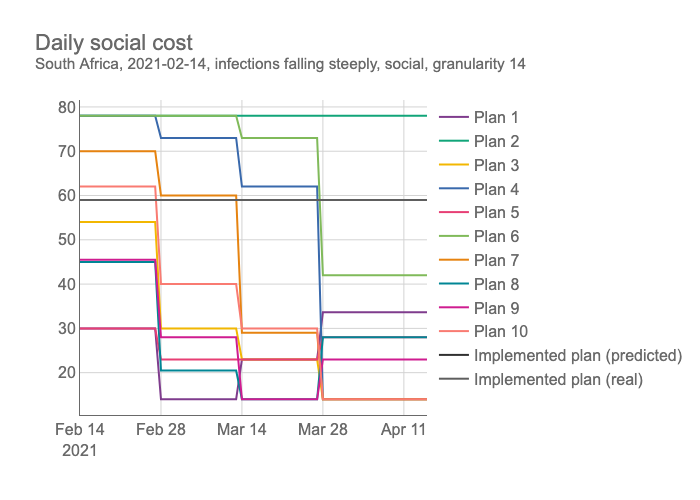 Daily social cost
South Africa, 2021-02-14, infections falling steeply, social, granularity 14
80
70
60
50
40
30
20
Feb 14
2021
Feb 28
Mar 14
Mar 28
Apr 11
Plan 1
Plan 2
Plan 3
Plan 4
Plan 5
Plan 6
Plan 7
Plan 8
Plan 9
Plan 10
Implemented plan (predicted)
Implemented plan (real)